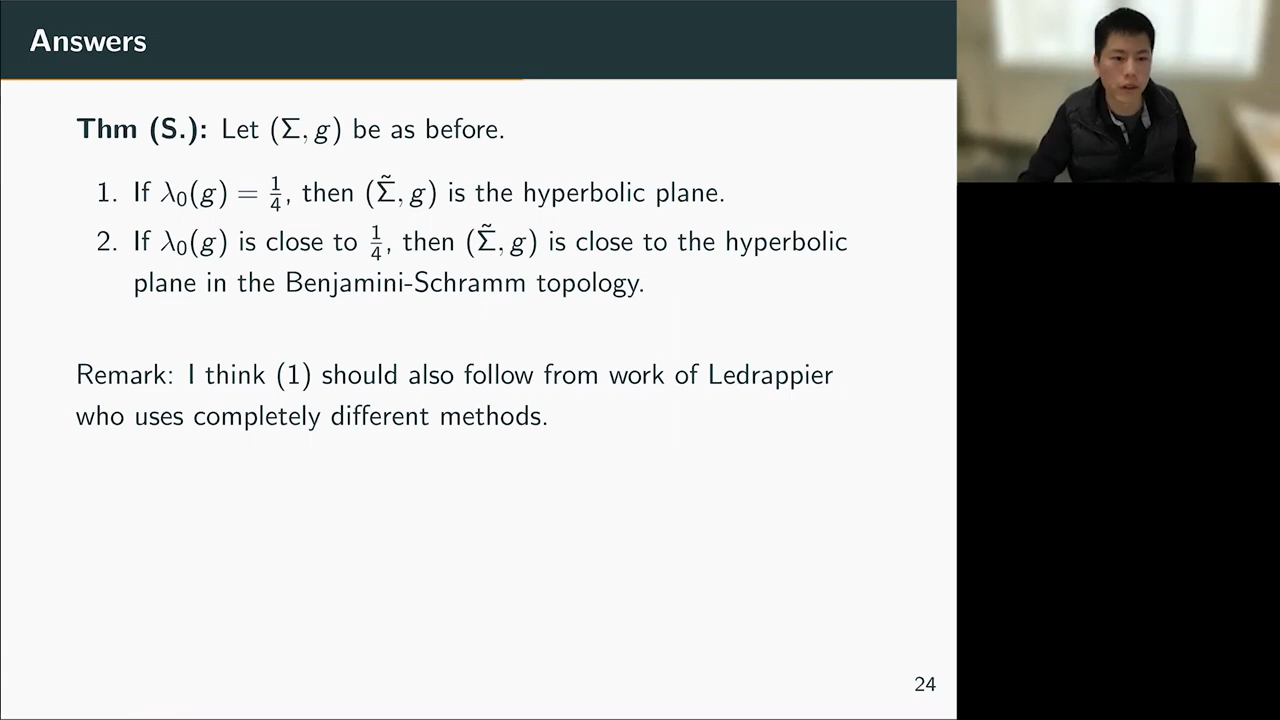 Answers
Thm (S.): Let (Σ, g) be as before.
1. If λ₀(g) = 1/4, then (Σ̃, g) is the hyperbolic plane.
2. If λ₀(g) is close to 1/4, then (Σ̃, g) is close to the hyperbolic
plane in the Benjamini-Schramm topology.
Remark: I think (1) should also follow from work of Ledrappier
who uses completely different methods.
24